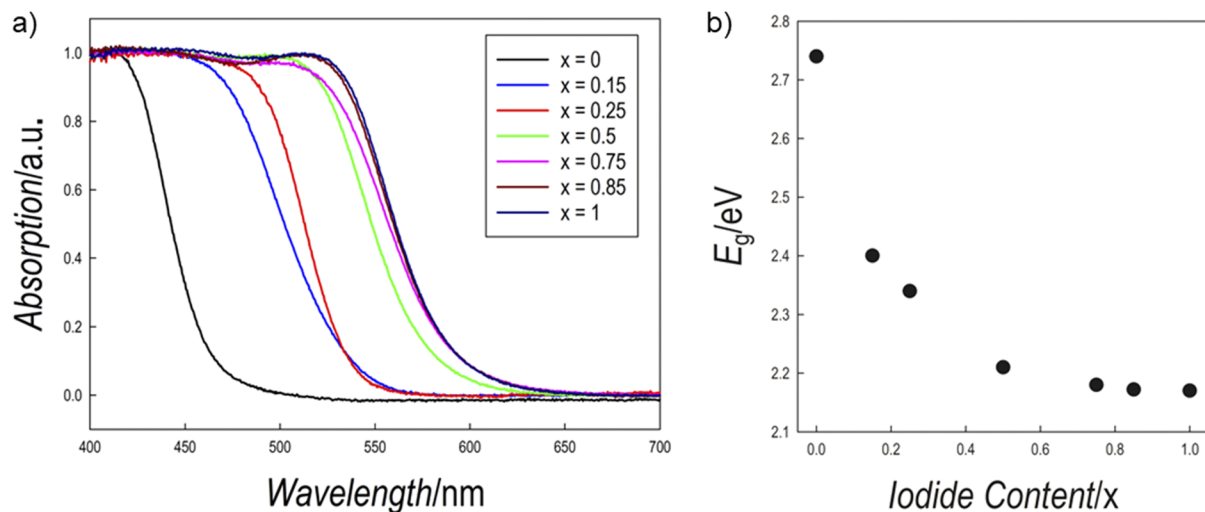 a)
Absorption/a.u.
1.0
0.8
0.6
0.4
0.2
0.0
400
450
500
550
600
650
700
Wavelength/nm
x = 0
x = 0.15
x = 0.25
x = 0.5
x = 0.75
x = 0.85
x = 1
b)
Eg/eV
2.8
2.7
2.6
2.5
2.4
2.3
2.2
2.1
0.0
0.2
0.4
0.6
0.8
1.0
Iodide Content/x